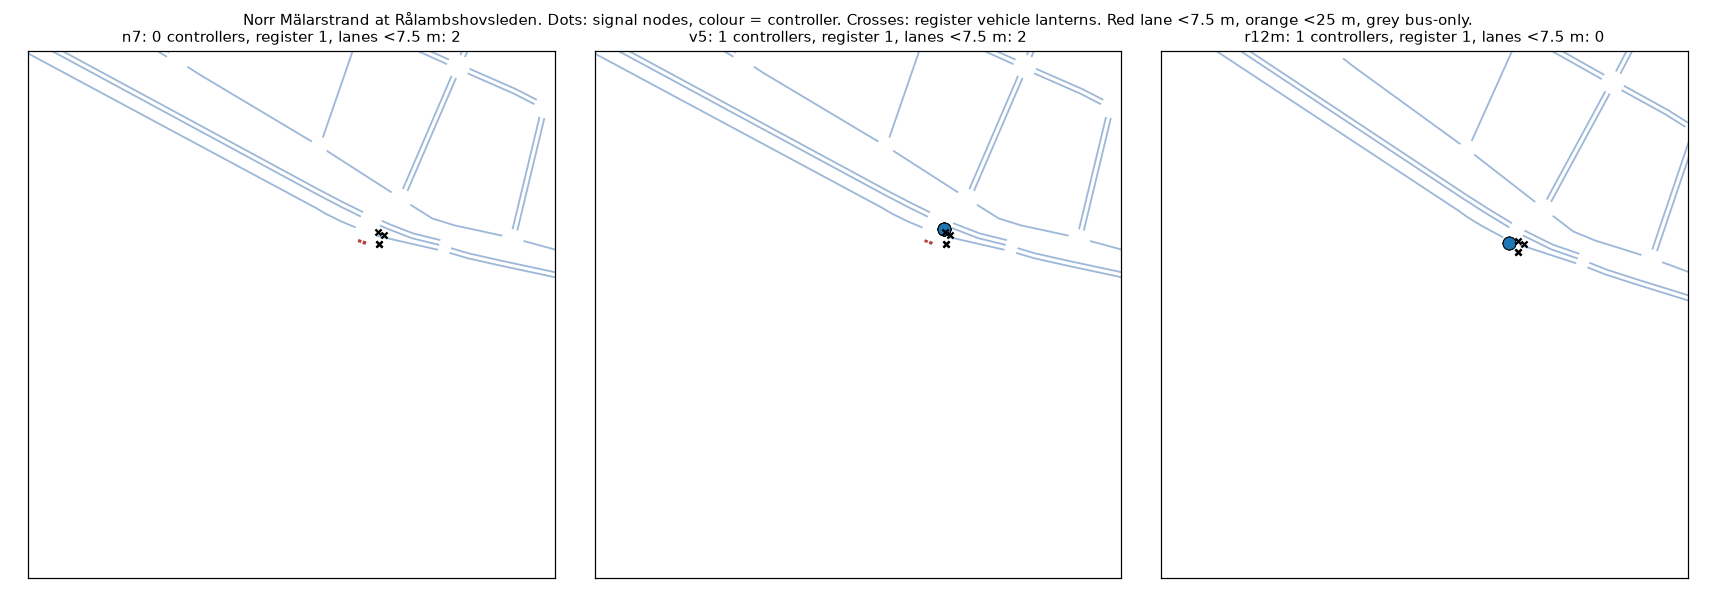 Norr Mälarstrand at Rålambshovsleden. Dots: signal nodes, colour = controller. Crosses: register vehicle lanterns. Red lane <7.5 m, orange <25 m, grey bus-only.
n7: 0 controllers, register 1, lanes <7.5 m: 2
v5: 1 controllers, register 1, lanes <7.5 m: 2
r12m: 1 controllers, register 1, lanes <7.5 m: 0